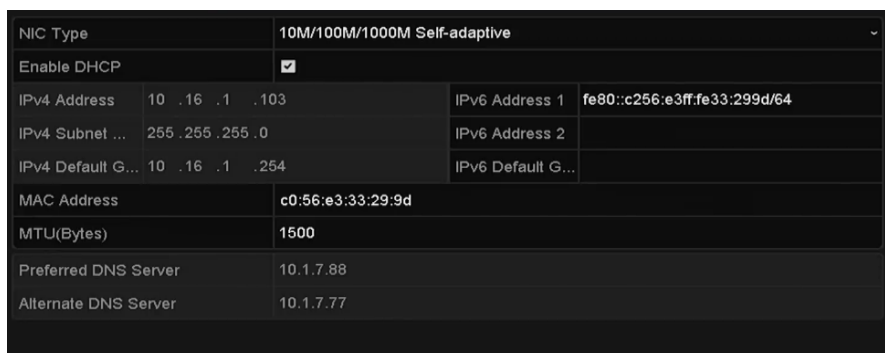 NIC Type 10M/100M/1000M Self-adaptive
Enable DHCP
IPv4 Address 10 .16 .1 .103 IPv6 Address 1 fe80::c256:e3ff:fe33:299d/64
IPv4 Subnet ... 255.255.255.0 IPv6 Address 2
IPv4 Default G... 10 .16 .1 .254 IPv6 Default G...
MAC Address c0:56:e3:33:29:9d
MTU(Bytes) 1500
Preferred DNS Server 10.1.7.88
Alternate DNS Server 10.1.7.77